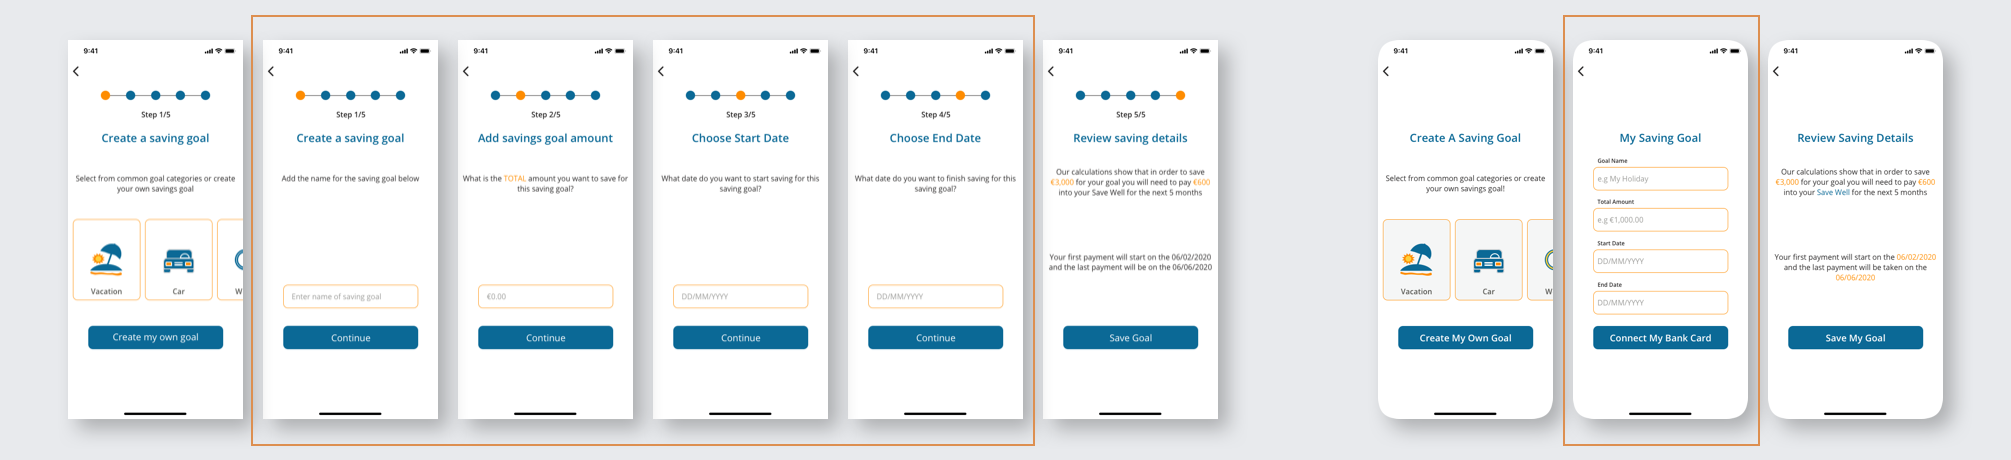 9:41
Step 1/5
Create a saving goal
Select from common goal categories or create
your own savings goal
Vacation
Car
W
Create my own goal
9:41
Step 1/5
Create a saving goal
Add the name for the saving goal below
Enter name of saving goal
Continue
9:41
Step 2/5
Add savings goal amount
What is the TOTAL amount you want to save for
this saving goal?
€0.00
Continue
9:41
Step 3/5
Choose Start Date
What date do you want to start saving for this
saving goal?
DD/MM/YYYY
Continue
9:41
Step 4/5
Choose End Date
What date do you want to finish saving for this
saving goal?
DD/MM/YYYY
Continue
9:41
Step 5/5
Review saving details
Our calculations show that in order to save
€3,000 for your goal you will need to pay €600
into your Save Well for the next 5 months
Your first payment will start on the 06/02/2020
and the last payment will be on the 06/06/2020
Save Goal
9:41
Create A Saving Goal
Select from common goal categories or create
your own savings goal!
Vacation
Car
W
Create My Own Goal
9:41
My Saving Goal
Goal Name
e.g My Holiday
Total Amount
e.g €1,000.00
Start Date
DD/MM/YYYY
End Date
DD/MM/YYYY
Connect My Bank Card
9:41
Review Saving Details
Our calculations show that in order to save
€3,000 for your goal you will need to pay €600
into your Save Well for the next 5 months
Your first payment will start on the 06/02/2020
and the last payment will be taken on the
06/06/2020
Save My Goal